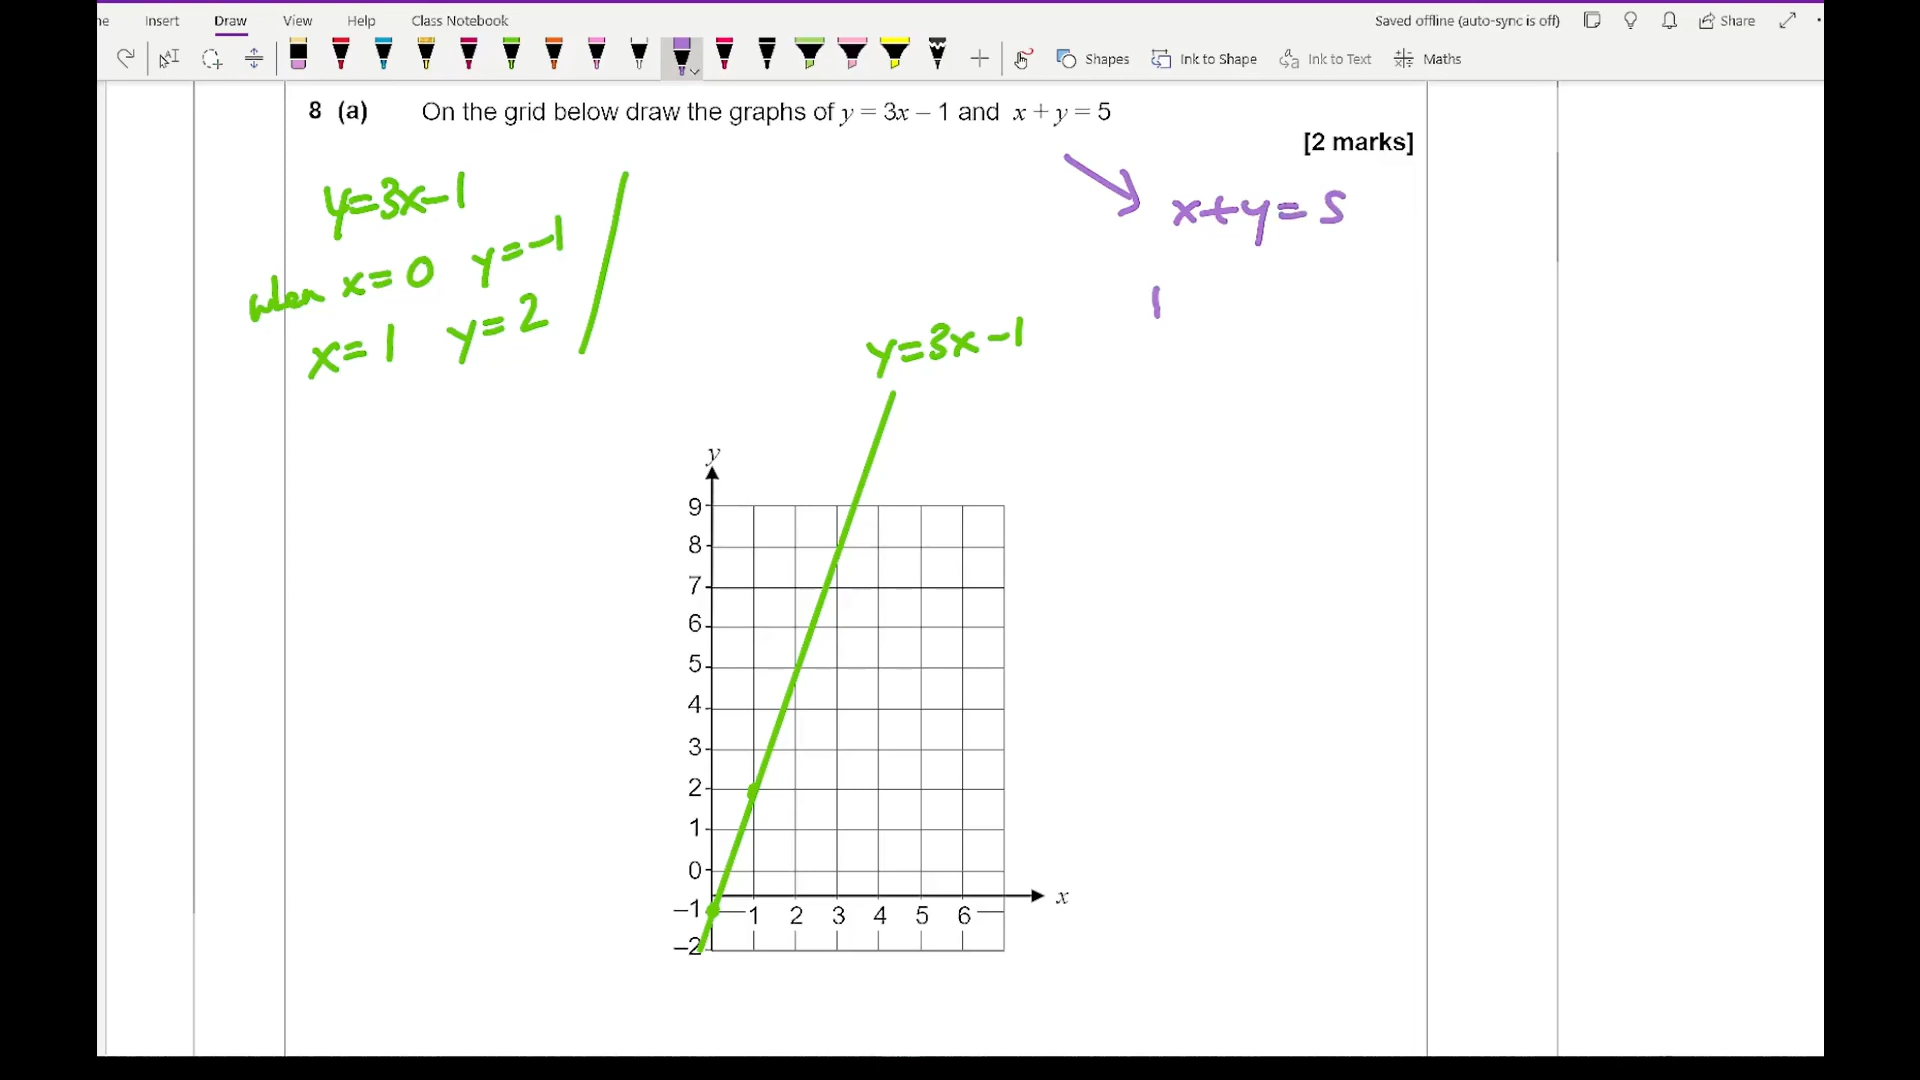 Insert Draw View Help Class Notebook Saved offline (auto-sync is off) Share
Shapes Ink to Shape Ink to Text Maths
8 (a) On the grid below draw the graphs of y = 3x – 1 and x + y = 5
[2 marks]
y=3x-1
when x=0 y=-1
x=1 y=2
x+y=5
y=3x-1
y
9
8
7
6
5
4
3
2
1
0
–1
–2
1 2 3 4 5 6
x